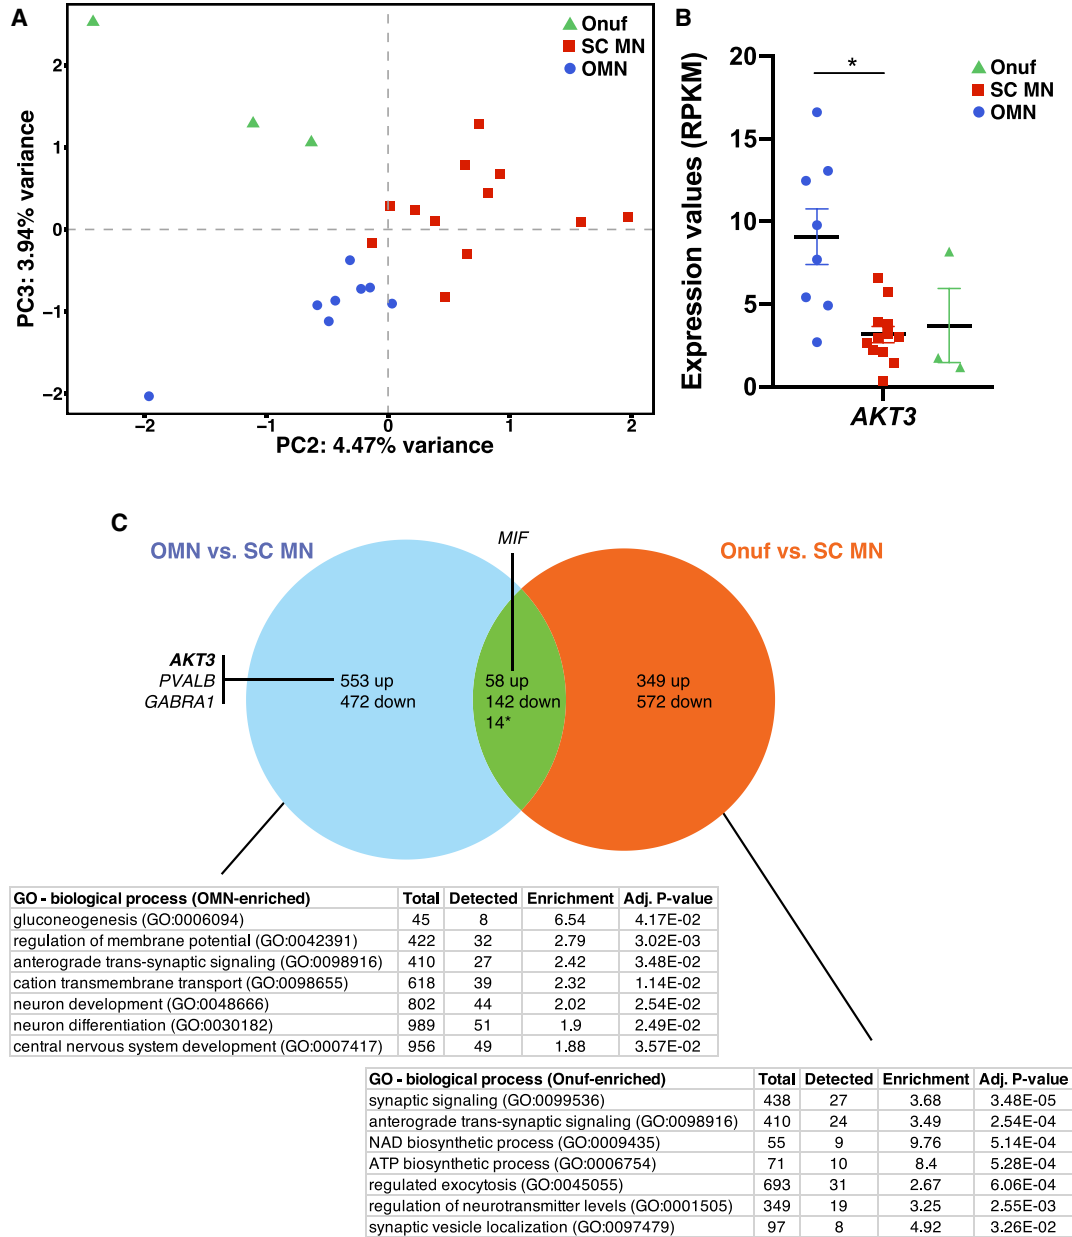 A
Onuf
SC MN
OMN
2
1
0
−1
−2
PC3: 3.94% variance
−2
−1
0
1
2
PC2: 4.47% variance
B
Onuf
SC MN
OMN
*
20
15
10
5
0
Expression values (RPKM)
AKT3
C
OMN vs. SC MN
MIF
Onuf vs. SC MN
AKT3
PVALB
GABRA1
553 up
472 down
58 up
142 down
14*
349 up
572 down
GO - biological process (OMN-enriched) Total Detected Enrichment Adj. P-value
gluconeogenesis (GO:0006094) 45 8 6.54 4.17E-02
regulation of membrane potential (GO:0042391) 422 32 2.79 3.02E-03
anterograde trans-synaptic signaling (GO:0098916) 410 27 2.42 3.48E-02
cation transmembrane transport (GO:0098655) 618 39 2.32 1.14E-02
neuron development (GO:0048666) 802 44 2.02 2.54E-02
neuron differentiation (GO:0030182) 989 51 1.9 2.49E-02
central nervous system development (GO:0007417) 956 49 1.88 3.57E-02
GO - biological process (Onuf-enriched) Total Detected Enrichment Adj. P-value
synaptic signaling (GO:0099536) 438 27 3.68 3.48E-05
anterograde trans-synaptic signaling (GO:0098916) 410 24 3.49 2.54E-04
NAD biosynthetic process (GO:0009435) 55 9 9.76 5.14E-04
ATP biosynthetic process (GO:0006754) 71 10 8.4 5.28E-04
regulated exocytosis (GO:0045055) 693 31 2.67 6.06E-04
regulation of neurotransmitter levels (GO:0001505) 349 19 3.25 2.55E-03
synaptic vesicle localization (GO:0097479) 97 8 4.92 3.26E-02